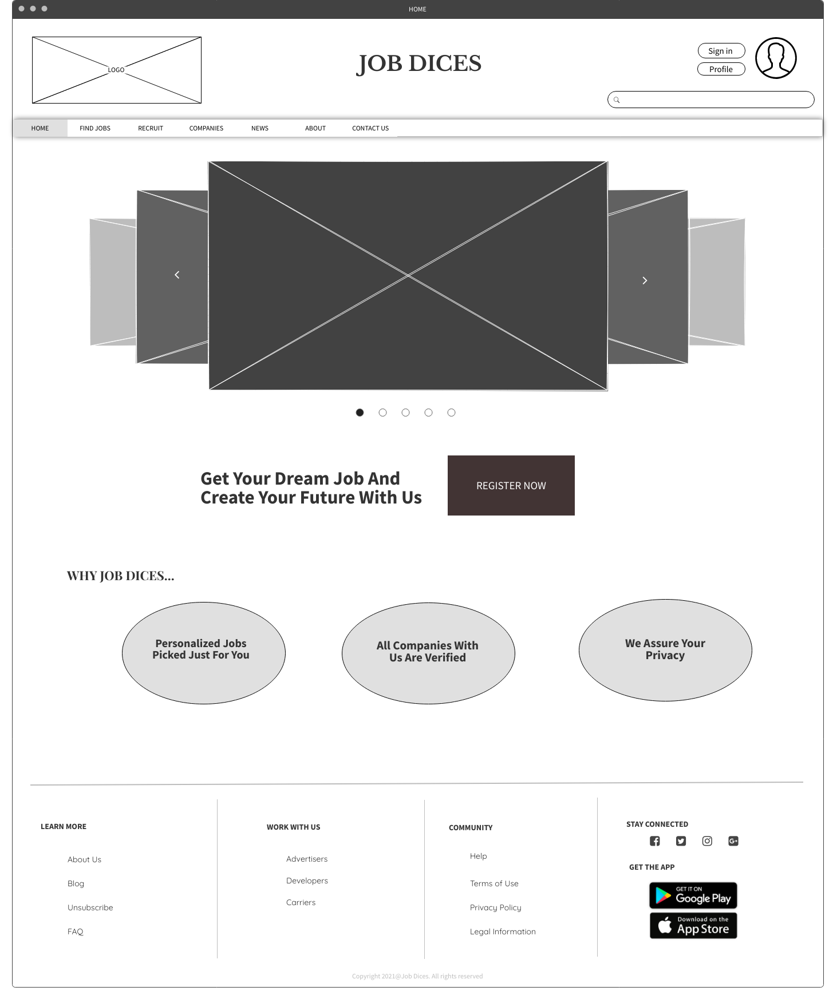 HOME
LOGO
JOB DICES
Sign in
Profile
HOME
FIND JOBS
RECRUIT
COMPANIES
NEWS
ABOUT
CONTACT US
Get Your Dream Job And
Create Your Future With Us
REGISTER NOW
WHY JOB DICES...
Personalized Jobs
Picked Just For You
All Companies With
Us Are Verified
We Assure Your
Privacy
LEARN MORE
About Us
Blog
Unsubscribe
FAQ
WORK WITH US
Advertisers
Developers
Carriers
COMMUNITY
Help
Terms of Use
Privacy Policy
Legal Information
STAY CONNECTED
G+
GET THE APP
GET IT ON
Google Play
Download on the
App Store
Copyright 2021@Job Dices. All rights reserved